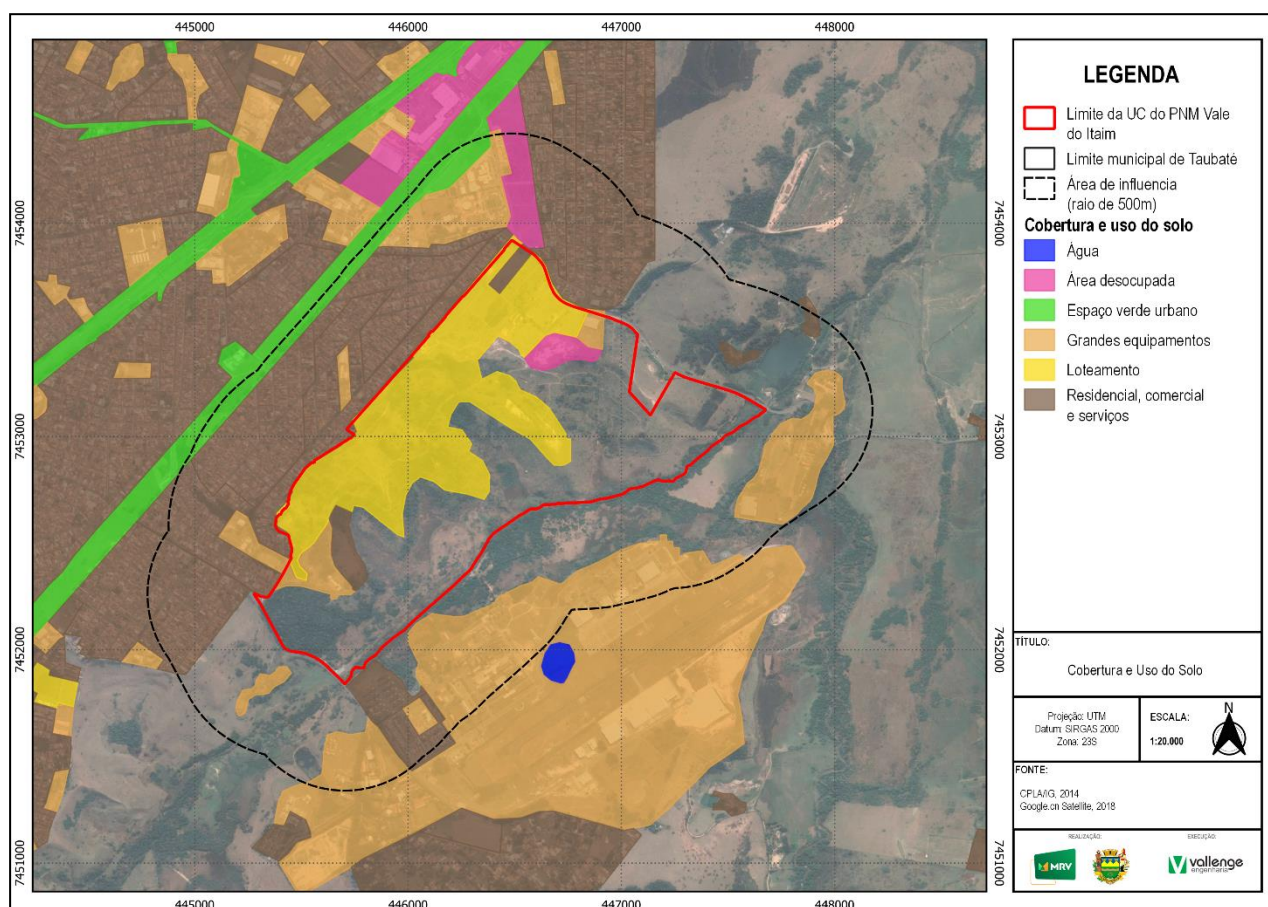 445000 446000 447000 448000
7454000 7454000
7453000 7453000
7452000 7452000
7451000 7451000
445000 446000 447000 448000
LEGENDA
Limite da UC do PNM Vale
do Itaim
Limite municipal de Taubaté
Área de influencia
(raio de 500m)
Cobertura e uso do solo
Água
Área desocupada
Espaço verde urbano
Grandes equipamentos
Loteamento
Residencial, comercial
e serviços
TÍTULO:
Cobertura e Uso do Solo
Projeção: UTM
Datum: SIRGAS 2000
Zona: 23S
ESCALA:
1:20.000
N
FONTE:
CPLA/IG, 2014
Google.cn Satellite, 2018
REALIZAÇÃO:
EXECUÇÃO:
MRV
vallenge
engenharia